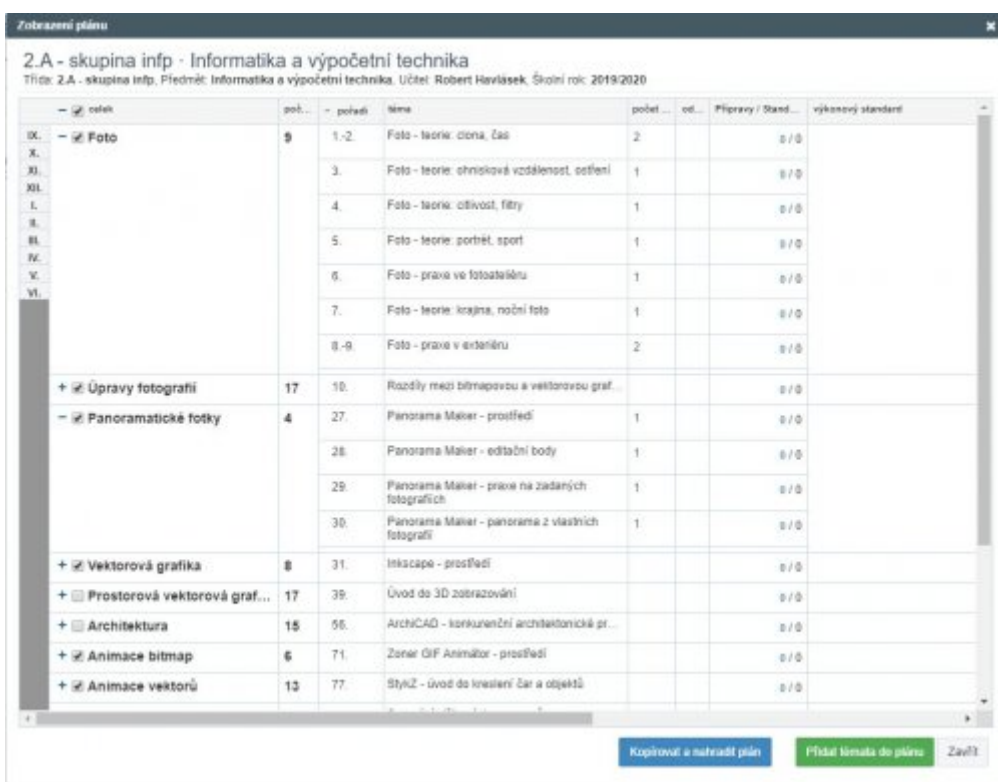 Zobrazení plánu ×
2.A - skupina infp · Informatika a výpočetní technika
Třída: 2.A - skupina infp, Předmět: Informatika a výpočetní technika, Učitel: Robert Havlásek, Školní rok: 2019/2020
− celek poč... − pořadí téma počet ... od... Přípravy / Stand... výkonový standard
IX. − Foto 9 1.-2. Foto - teorie: clona, čas 2 0 / 0
X.
XI. 3. Foto - teorie: ohnisková vzdálenost, ostření 1 0 / 0
XII.
I. 4. Foto - teorie: citlivost, filtry 1 0 / 0
II.
III. 5. Foto - teorie: portrét, sport 1 0 / 0
IV.
V. 6. Foto - praxe ve fotoateliéru 1 0 / 0
VI.
7. Foto - teorie: krajina, noční foto 1 0 / 0
8.-9. Foto - praxe v exteriéru 2 0 / 0
+ Úpravy fotografií 17 10. Rozdíly mezi bitmapovou a vektorovou graf... 0 / 0
− Panoramatické fotky 4 27. Panorama Maker - prostředí 1 0 / 0
28. Panorama Maker - editační body 1 0 / 0
29. Panorama Maker - praxe na zadaných 1 0 / 0
fotografiích
30. Panorama Maker - panorama z vlastních 1 0 / 0
fotografií
+ Vektorová grafika 8 31. Inkscape - prostředí 0 / 0
+ Prostorová vektorová graf... 17 39. Úvod do 3D zobrazování 0 / 0
+ Architektura 15 56. ArchiCAD - konkurenční architektonické pr... 0 / 0
+ Animace bitmap 6 71. Zoner GIF Animátor - prostředí 0 / 0
+ Animace vektorů 13 77. StykZ - úvod do kreslení čar a objektů 0 / 0
Kopírovat a nahradit plán Přidat témata do plánu Zavřít